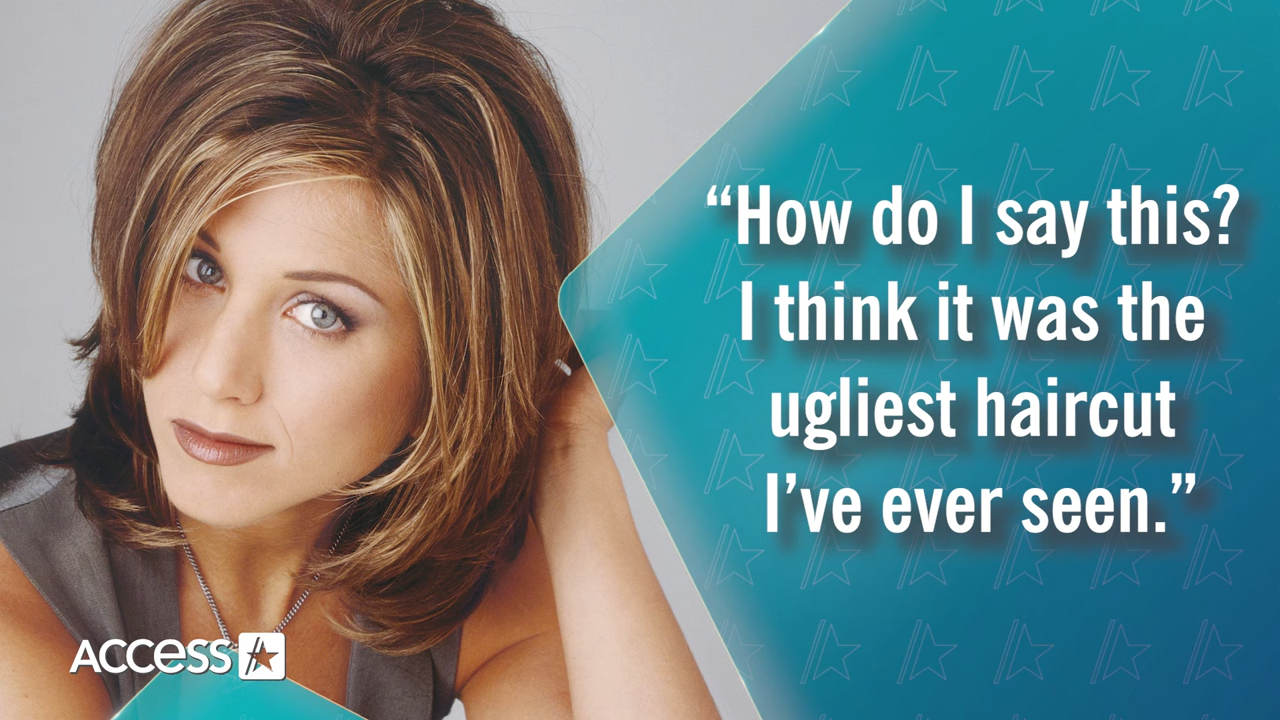 “How do I say this?
I think it was the
ugliest haircut
I’ve ever seen.”
ACCESS